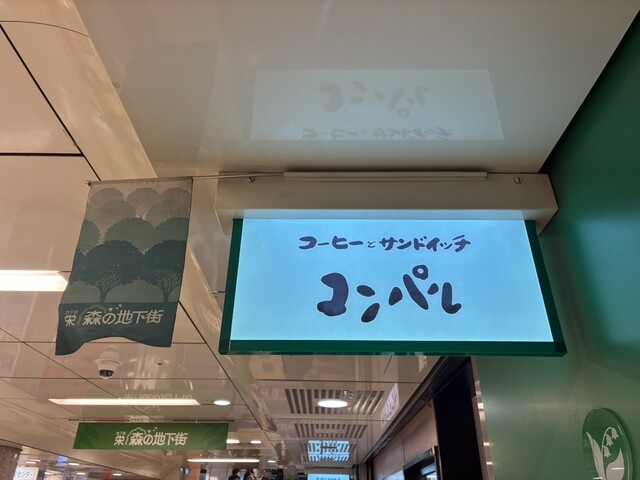 コーヒーとサンドイッチ
コンパル
栄 森の地下街
栄 森の地下街